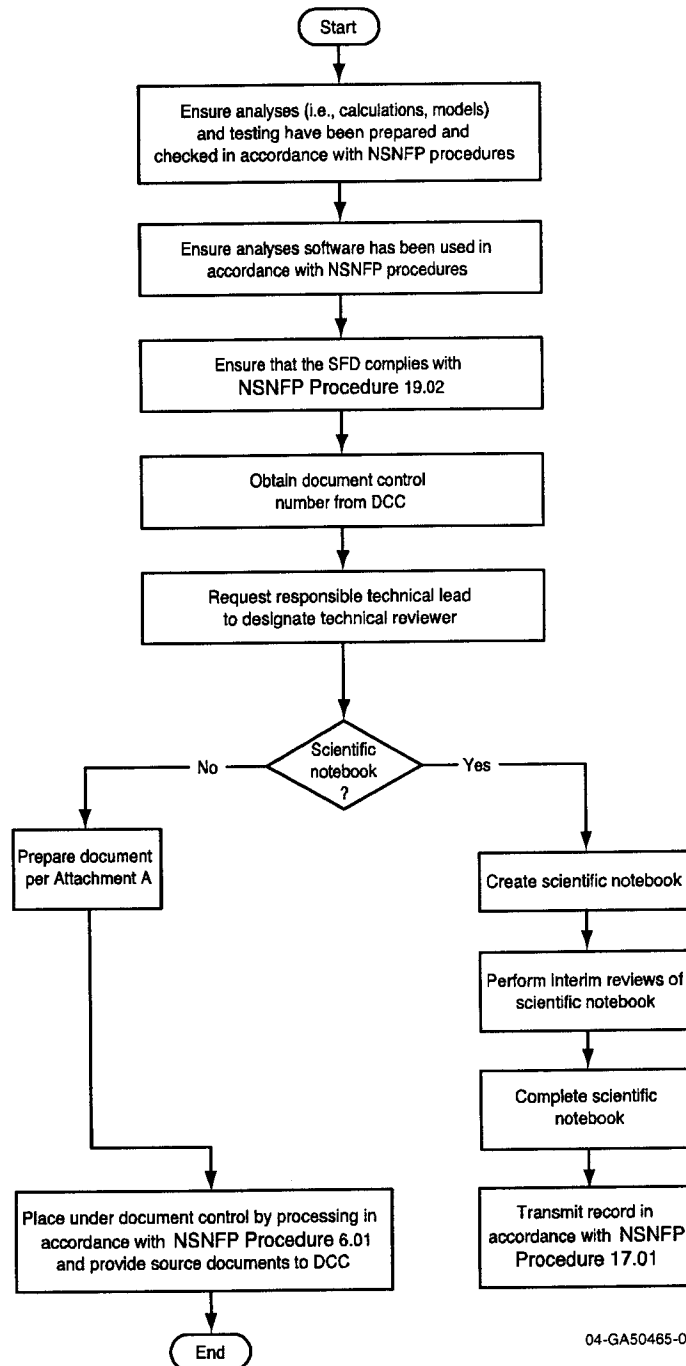 Start
Ensure analyses (i.e., calculations, models)
and testing have been prepared and
checked in accordance with NSNFP procedures
Ensure analyses software has been used in
accordance with NSNFP procedures
Ensure that the SFD complies with
NSNFP Procedure 19.02
Obtain document control
number from DCC
Request responsible technical lead
to designate technical reviewer
Scientific
notebook
?
No
Yes
Prepare document
per Attachment A
Create scientific notebook
Perform interim reviews of
scientific notebook
Complete scientific
notebook
Transmit record in
accordance with NSNFP
Procedure 17.01
Place under document control by processing in
accordance with NSNFP Procedure 6.01
and provide source documents to DCC
End
04-GA50465-0